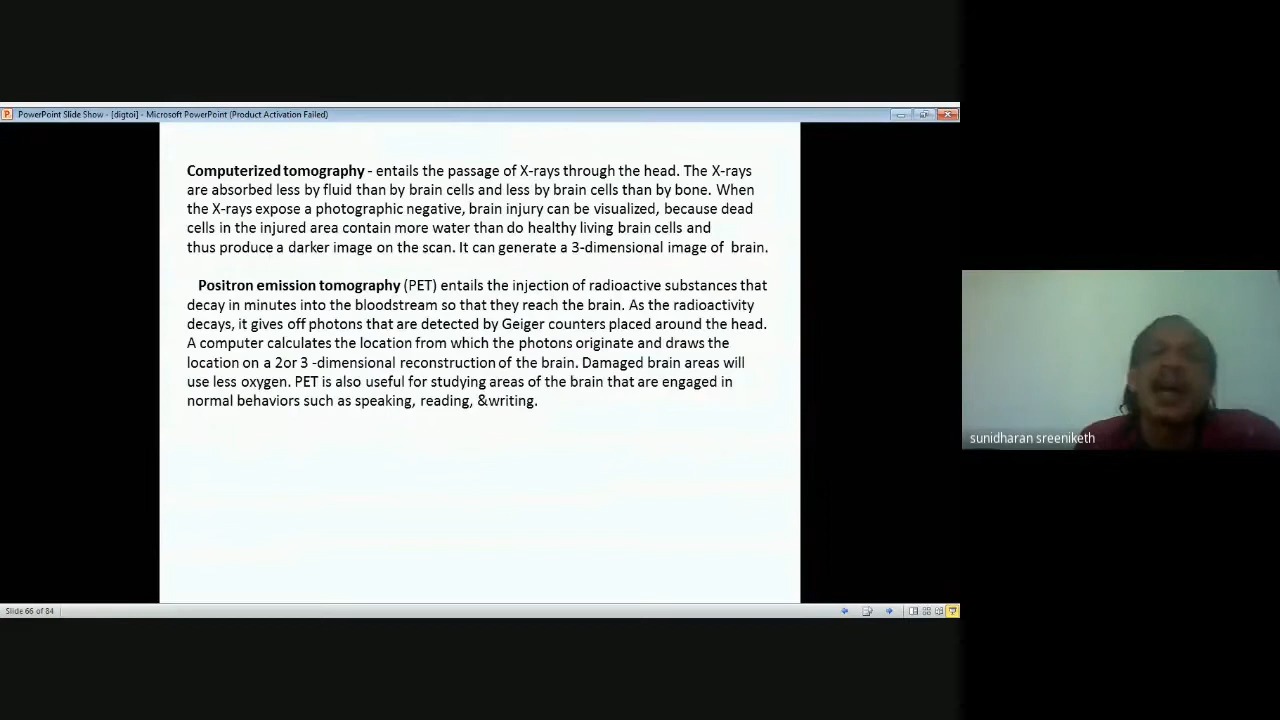 PowerPoint Slide Show - [digtoi] - Microsoft PowerPoint (Product Activation Failed)
Computerized tomography - entails the passage of X-rays through the head. The X-rays
are absorbed less by fluid than by brain cells and less by brain cells than by bone. When
the X-rays expose a photographic negative, brain injury can be visualized, because dead
cells in the injured area contain more water than do healthy living brain cells and
thus produce a darker image on the scan. It can generate a 3-dimensional image of brain.
Positron emission tomography (PET) entails the injection of radioactive substances that
decay in minutes into the bloodstream so that they reach the brain. As the radioactivity
decays, it gives off photons that are detected by Geiger counters placed around the head.
A computer calculates the location from which the photons originate and draws the
location on a 2or 3 -dimensional reconstruction of the brain. Damaged brain areas will
use less oxygen. PET is also useful for studying areas of the brain that are engaged in
normal behaviors such as speaking, reading, &writing.
sunidharan sreeniketh
Slide 66 of 84